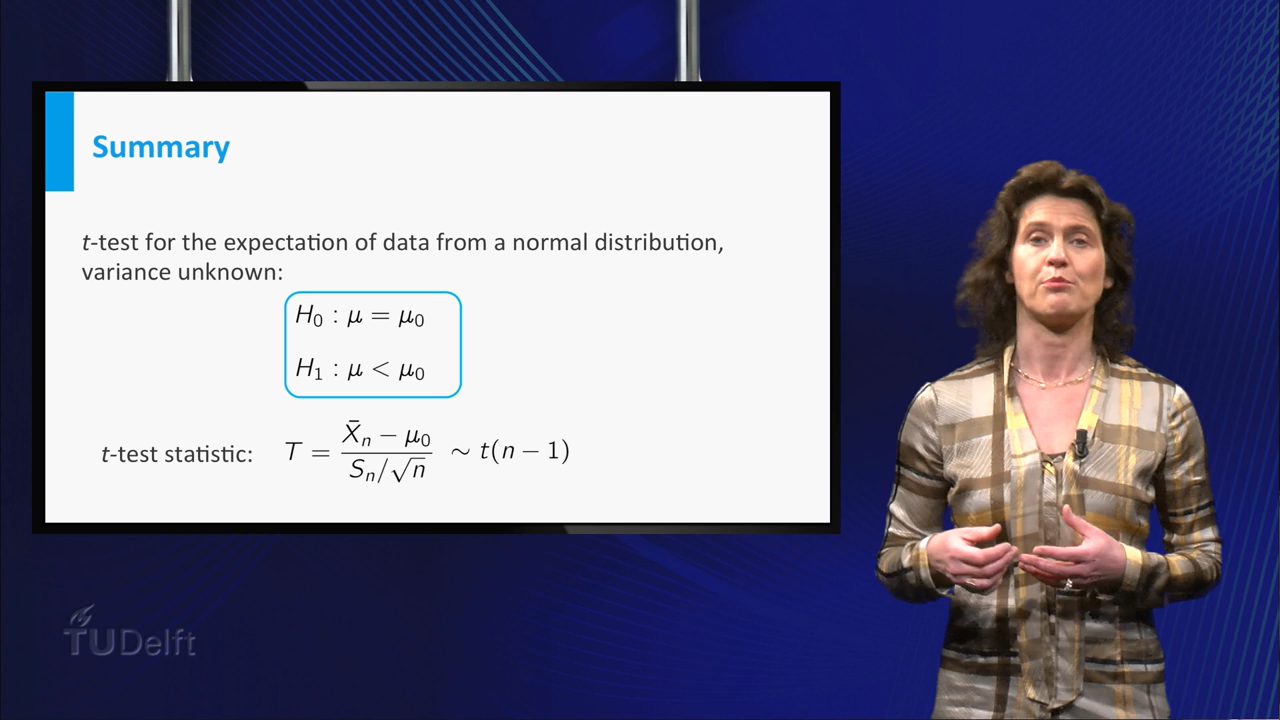 Summary
t-test for the expectation of data from a normal distribution,
variance unknown:
H₀ : μ = μ₀
H₁ : μ < μ₀
t-test statistic: T = (X̄ₙ − μ₀) / (Sₙ/√n) ∼ t(n − 1)
TUDelft